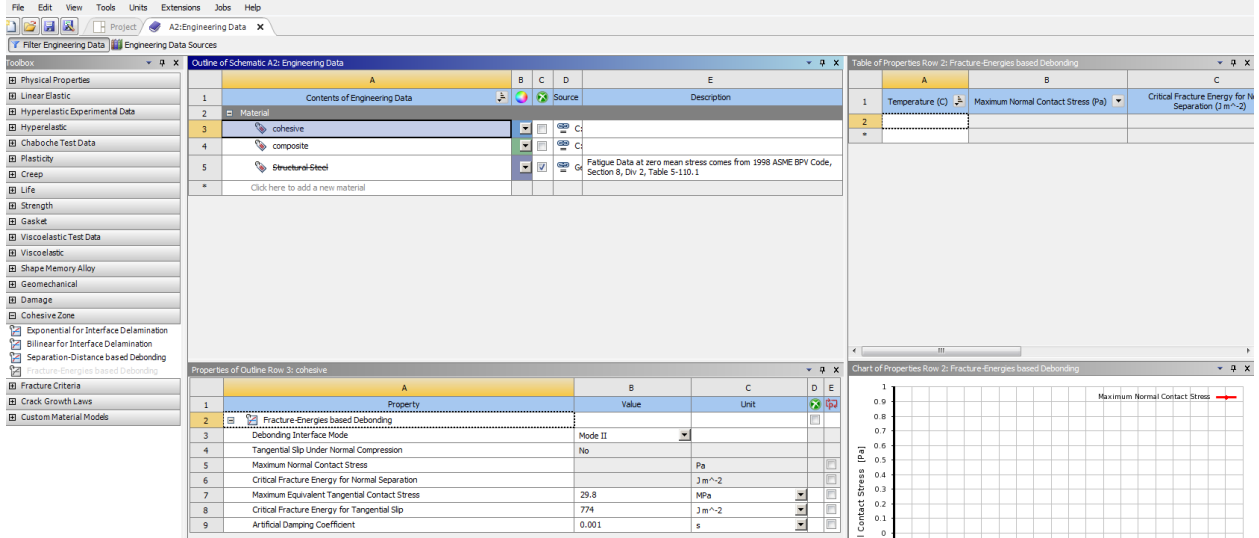 File Edit View Tools Units Extensions Jobs Help
Project A2:Engineering Data
Filter Engineering Data Engineering Data Sources
Toolbox
Physical Properties
Linear Elastic
Hyperelastic Experimental Data
Hyperelastic
Chaboche Test Data
Plasticity
Creep
Life
Strength
Gasket
Viscoelastic Test Data
Viscoelastic
Shape Memory Alloy
Geomechanical
Damage
Cohesive Zone
Exponential for Interface Delamination
Bilinear for Interface Delamination
Separation-Distance based Debonding
Fracture-Energies based Debonding
Fracture Criteria
Crack Growth Laws
Custom Material Models
Outline of Schematic A2: Engineering Data
A B C D E
1 Contents of Engineering Data Source Description
2 Material
3 cohesive C:
4 composite C:
5 Structural Steel Ge Fatigue Data at zero mean stress comes from 1998 ASME BPV Code,
Section 8, Div 2, Table 5-110.1
* Click here to add a new material
Properties of Outline Row 3: cohesive
A B C D E
1 Property Value Unit
2 Fracture-Energies based Debonding
3 Debonding Interface Mode Mode II
4 Tangential Slip Under Normal Compression No
5 Maximum Normal Contact Stress Pa
6 Critical Fracture Energy for Normal Separation J m^-2
7 Maximum Equivalent Tangential Contact Stress 29.8 MPa
8 Critical Fracture Energy for Tangential Slip 774 J m^-2
9 Artificial Damping Coefficient 0.001 s
Table of Properties Row 2: Fracture-Energies based Debonding
A B C
1 Temperature (C) Maximum Normal Contact Stress (Pa) Critical Fracture Energy for No
Separation (J m^-2)
2
*
Chart of Properties Row 2: Fracture-Energies based Debonding
Maximum Normal Contact Stress
l Contact Stress [Pa]
1
0.9
0.8
0.7
0.6
0.5
0.4
0.3
0.2
0.1
0